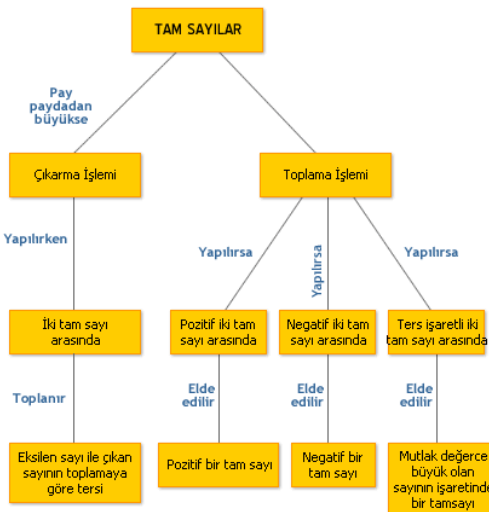 TAM SAYILAR
Pay
paydadan
büyükse
Çıkarma İşlemi
Toplama İşlemi
Yapılırken
Yapılırsa
Yapılırsa
Yapılırsa
İki tam sayı
arasında
Pozitif iki tam
sayı arasında
Negatif iki tam
sayı arasında
Ters işaretli iki
tam sayı arasında
Toplanır
Elde
edilir
Elde
edilir
Elde
edilir
Eksilen sayı ile çıkan
sayının toplamaya
göre tersi
Pozitif bir tam sayı
Negatif bir
tam sayı
Mutlak değerce
büyük olan
sayının işaretinde
bir tamsayı